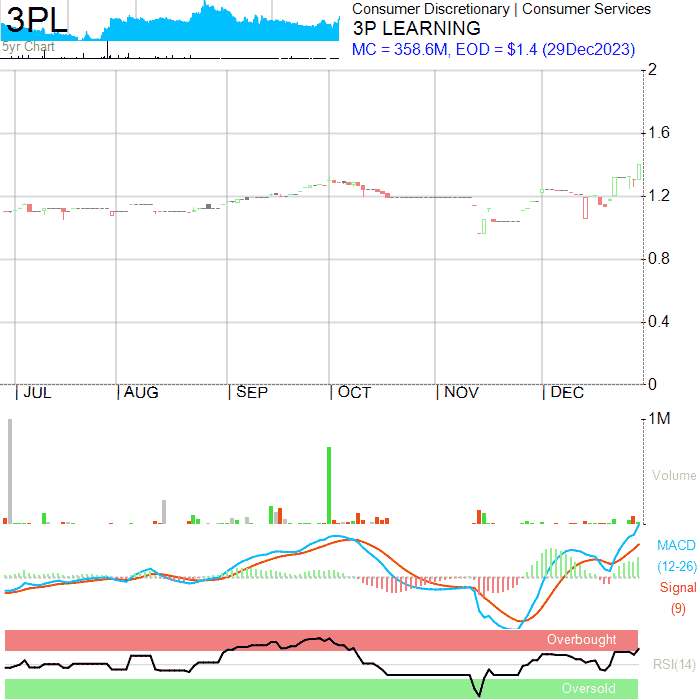 3PL
5yr Chart
Consumer Discretionary | Consumer Services
3P LEARNING
MC = 358.6M, EOD = $1.4 (29Dec2023)
2
1.6
1.2
0.8
0.4
0
| JUL | AUG | SEP | OCT | NOV | DEC
1M
Volume
MACD
(12-26)
Signal
(9)
Overbought
RSI(14)
Oversold